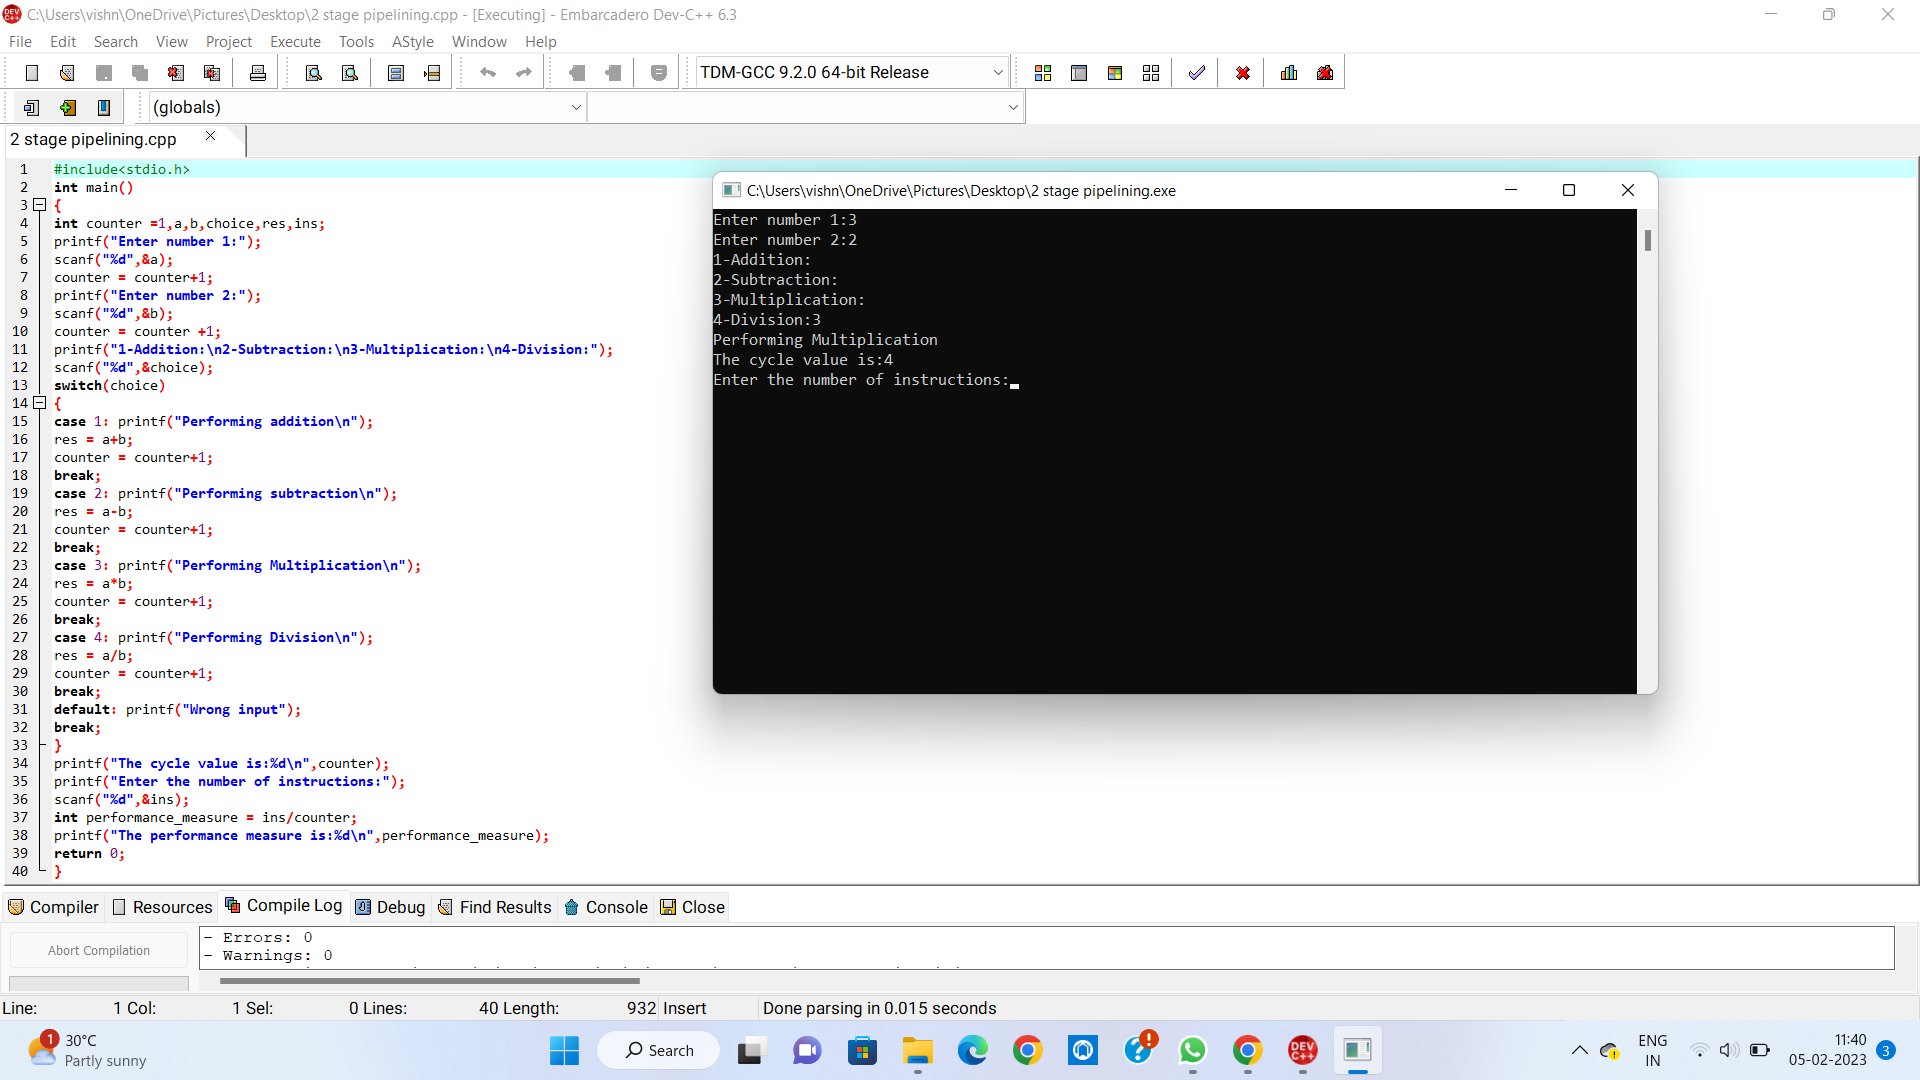 C:\Users\vishn\OneDrive\Pictures\Desktop\2 stage pipelining.cpp - [Executing] - Embarcadero Dev-C++ 6.3
File Edit Search View Project Execute Tools AStyle Window Help
TDM-GCC 9.2.0 64-bit Release
(globals)
2 stage pipelining.cpp
1 #include<stdio.h>
2 int main()
3 {
4 int counter =1,a,b,choice,res,ins;
5 printf("Enter number 1:");
6 scanf("%d",&a);
7 counter = counter+1;
8 printf("Enter number 2:");
9 scanf("%d",&b);
10 counter = counter +1;
11 printf("1-Addition:\n2-Subtraction:\n3-Multiplication:\n4-Division:");
12 scanf("%d",&choice);
13 switch(choice)
14 {
15 case 1: printf("Performing addition\n");
16 res = a+b;
17 counter = counter+1;
18 break;
19 case 2: printf("Performing subtraction\n");
20 res = a-b;
21 counter = counter+1;
22 break;
23 case 3: printf("Performing Multiplication\n");
24 res = a*b;
25 counter = counter+1;
26 break;
27 case 4: printf("Performing Division\n");
28 res = a/b;
29 counter = counter+1;
30 break;
31 default: printf("Wrong input");
32 break;
33 }
34 printf("The cycle value is:%d\n",counter);
35 printf("Enter the number of instructions:");
36 scanf("%d",&ins);
37 int performance_measure = ins/counter;
38 printf("The performance measure is:%d\n",performance_measure);
39 return 0;
40 }
C:\Users\vishn\OneDrive\Pictures\Desktop\2 stage pipelining.exe
Enter number 1:3
Enter number 2:2
1-Addition:
2-Subtraction:
3-Multiplication:
4-Division:3
Performing Multiplication
The cycle value is:4
Enter the number of instructions:
Compiler Resources Compile Log Debug Find Results Console Close
Abort Compilation
- Errors: 0
- Warnings: 0
Line: 1 Col: 1 Sel: 0 Lines: 40 Length: 932 Insert Done parsing in 0.015 seconds
1
30°C
Partly sunny
Search
DEV C++
ENG
IN
11:40
05-02-2023
3